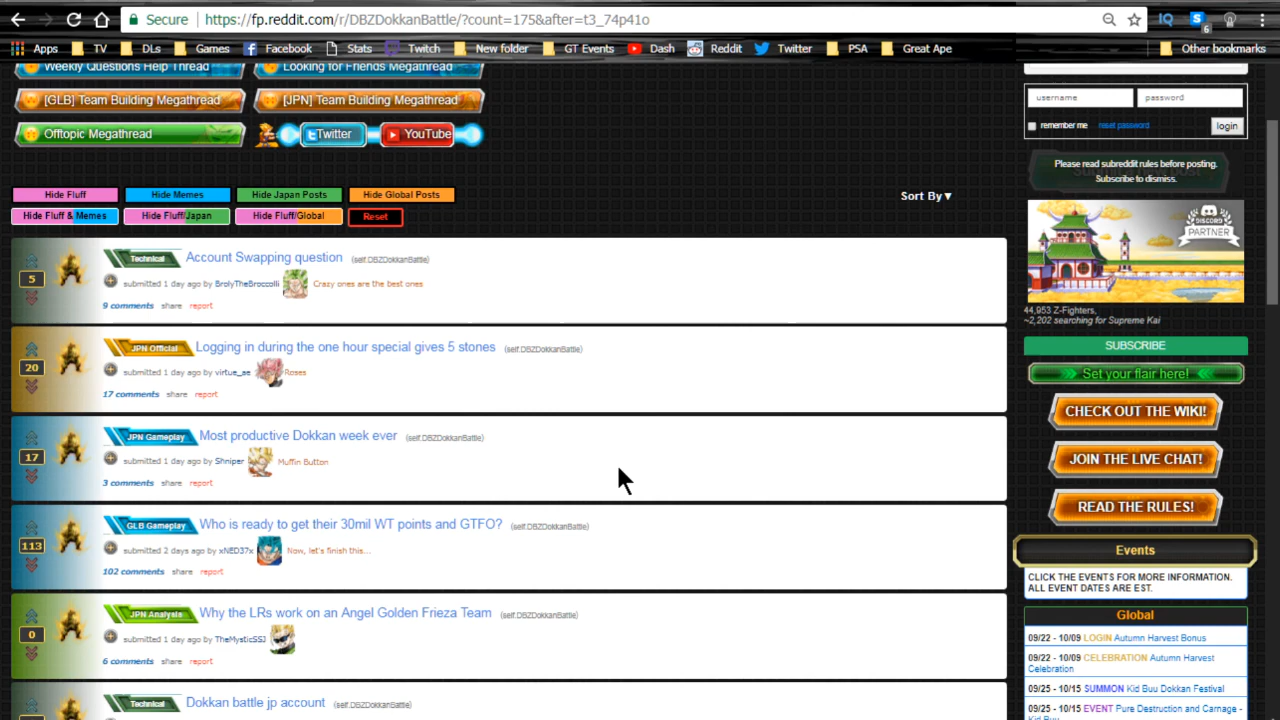 Secure https://fp.reddit.com/r/DBZDokkanBattle/?count=175&after=t3_74p41o
6
Apps TV DLs Games Facebook Stats Twitch New folder GT Events Dash Reddit Twitter PSA Great Ape Other bookmarks
Weekly Questions Help Thread Looking for Friends Megathread
[GLB] Team Building Megathread [JPN] Team Building Megathread
Offtopic Megathread Twitter YouTube
Hide Fluff Hide Memes Hide Japan Posts Hide Global Posts
Hide Fluff & Memes Hide Fluff/Japan Hide Fluff/Global Reset
Sort By▼
5
Technical Account Swapping question (self.DBZDokkanBattle)
submitted 1 day ago by BrolyTheBroccolli Crazy ones are the best ones
9 comments share report
20
JPN Official Logging in during the one hour special gives 5 stones (self.DBZDokkanBattle)
submitted 1 day ago by virtue_ae Roses
17 comments share report
17
JPN Gameplay Most productive Dokkan week ever (self.DBZDokkanBattle)
submitted 1 day ago by Shniper Muffin Button
3 comments share report
113
GLB Gameplay Who is ready to get their 30mil WT points and GTFO? (self.DBZDokkanBattle)
submitted 2 days ago by xNED37x Now, let's finish this...
102 comments share report
0
JPN Analysis Why the LRs work on an Angel Golden Frieza Team (self.DBZDokkanBattle)
submitted 1 day ago by TheMysticSSJ
6 comments share report
Technical Dokkan battle jp account (self.DBZDokkanBattle)
username password
remember me reset password login
Please read subreddit rules before posting.
Subscribe to dismiss.
DISCORD
PARTNER
44,953 Z-Fighters,
~2,202 searching for Supreme Kai
SUBSCRIBE
Set your flair here!
CHECK OUT THE WIKI!
JOIN THE LIVE CHAT!
READ THE RULES!
Events
CLICK THE EVENTS FOR MORE INFORMATION.
ALL EVENT DATES ARE EST.
Global
09/22 - 10/09 LOGIN Autumn Harvest Bonus
09/22 - 10/09 CELEBRATION Autumn Harvest
Celebration
09/25 - 10/15 SUMMON Kid Buu Dokkan Festival
09/25 - 10/15 EVENT Pure Destruction and Carnage -
Kid Buu